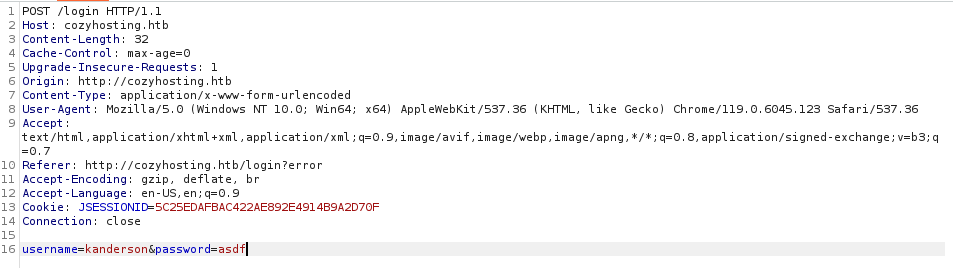 1 POST /login HTTP/1.1
2 Host: cozyhosting.htb
3 Content-Length: 32
4 Cache-Control: max-age=0
5 Upgrade-Insecure-Requests: 1
6 Origin: http://cozyhosting.htb
7 Content-Type: application/x-www-form-urlencoded
8 User-Agent: Mozilla/5.0 (Windows NT 10.0; Win64; x64) AppleWebKit/537.36 (KHTML, like Gecko) Chrome/119.0.6045.123 Safari/537.36
9 Accept:
text/html,application/xhtml+xml,application/xml;q=0.9,image/avif,image/webp,image/apng,*/*;q=0.8,application/signed-exchange;v=b3;q
=0.7
10 Referer: http://cozyhosting.htb/login?error
11 Accept-Encoding: gzip, deflate, br
12 Accept-Language: en-US,en;q=0.9
13 Cookie: JSESSIONID=5C25EDAFBAC422AE892E4914B9A2D70F
14 Connection: close
15
16 username=kanderson&password=asdf